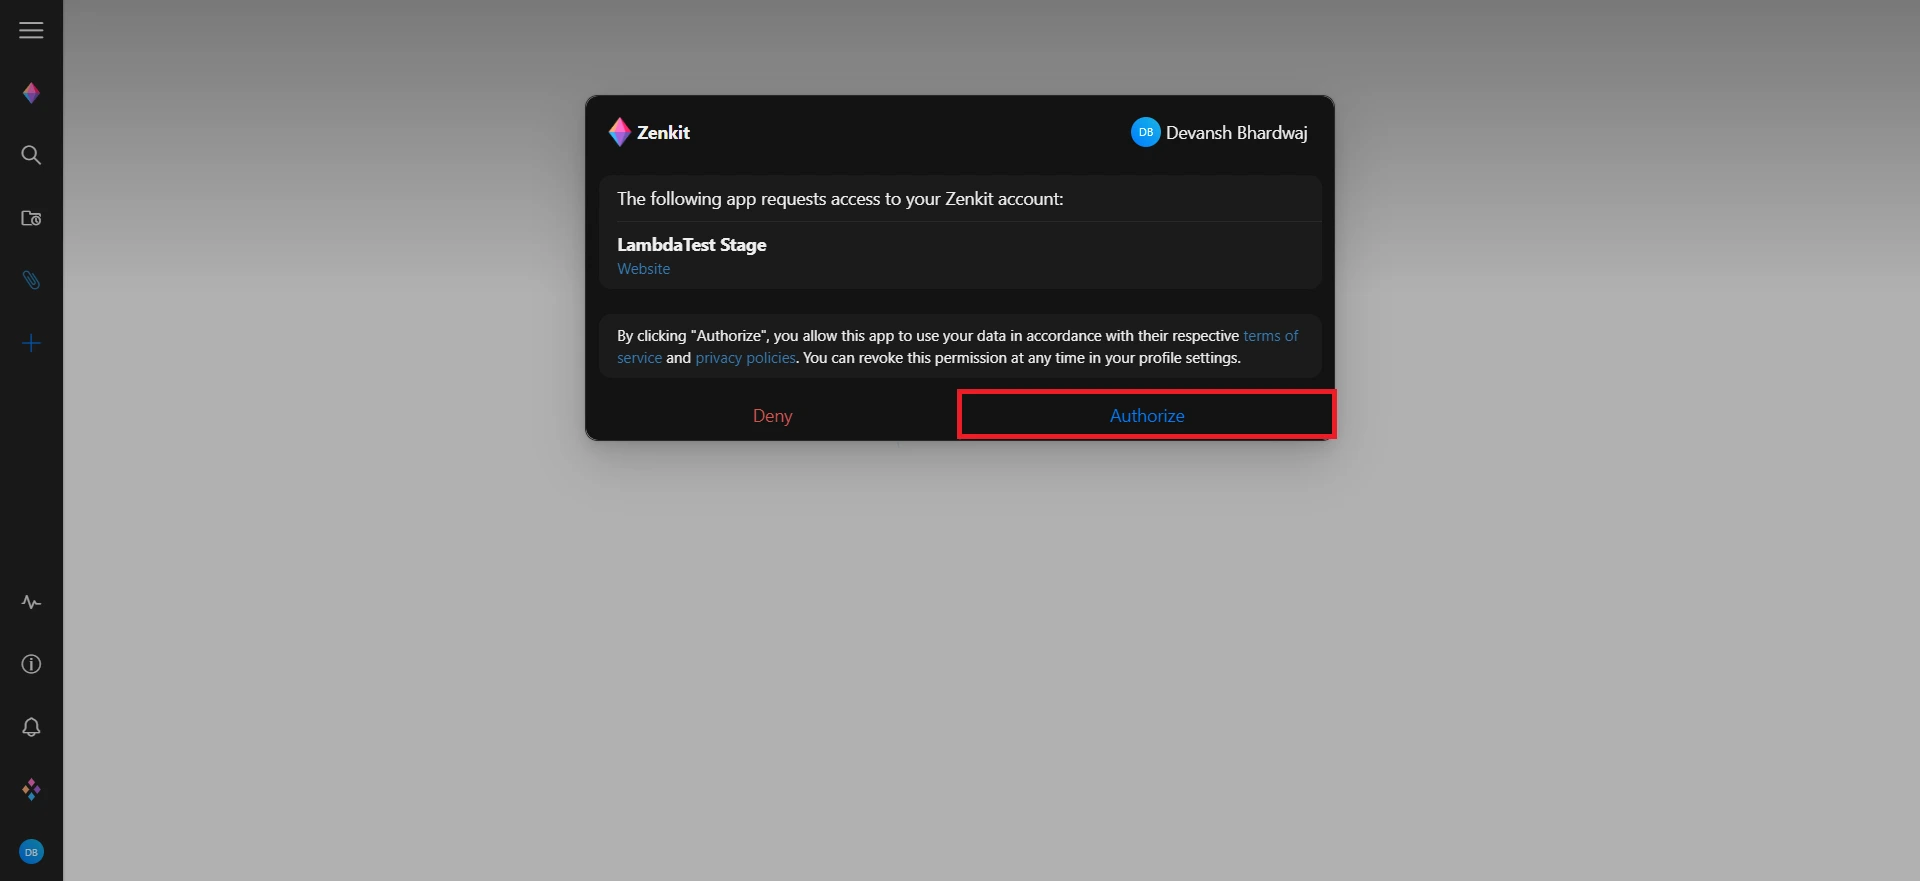 Zenkit
DB Devansh Bhardwaj
The following app requests access to your Zenkit account:
LambdaTest Stage
Website
By clicking "Authorize", you allow this app to use your data in accordance with their respective terms of
service and privacy policies. You can revoke this permission at any time in your profile settings.
Deny
Authorize
DB